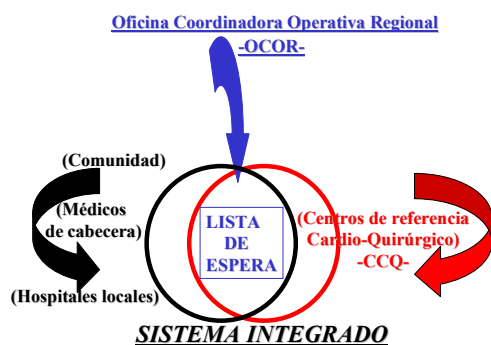 Oficina Coordinadora Operativa Regional
-OCOR-
(Comunidad)
(Médicos
de cabecera)
(Hospitales locales)
LISTA
DE
ESPERA
(Centros de referencia
Cardio-Quirúrgico)
-CCQ-
SISTEMA INTEGRADO